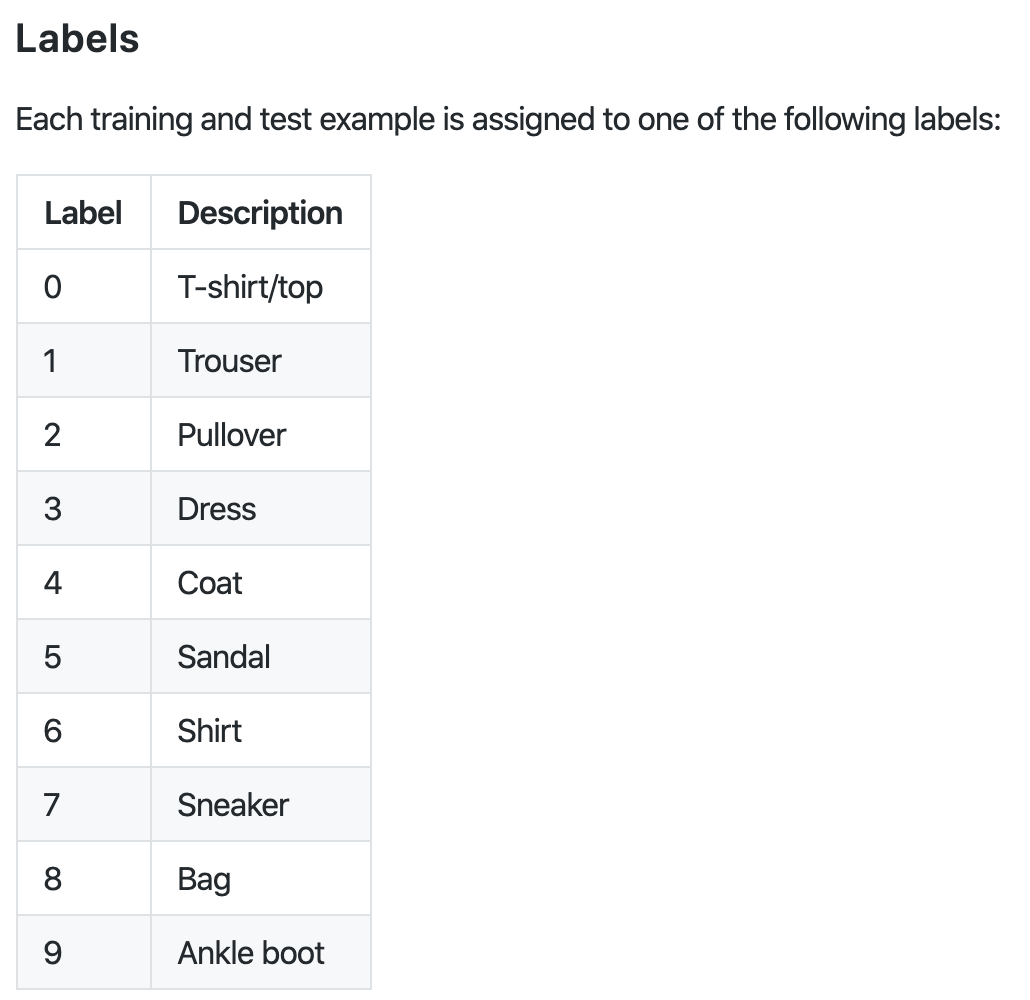 Labels
Each training and test example is assigned to one of the following labels:
Label Description
0 T-shirt/top
1 Trouser
2 Pullover
3 Dress
4 Coat
5 Sandal
6 Shirt
7 Sneaker
8 Bag
9 Ankle boot